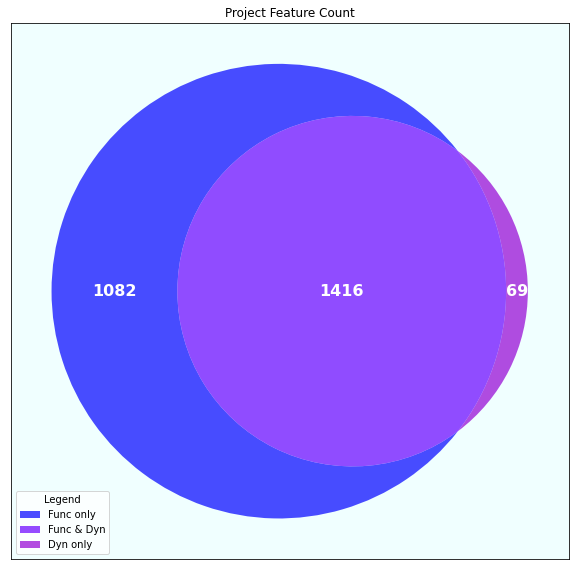 Project Feature Count
1082
1416
69
Legend
Func only
Func & Dyn
Dyn only